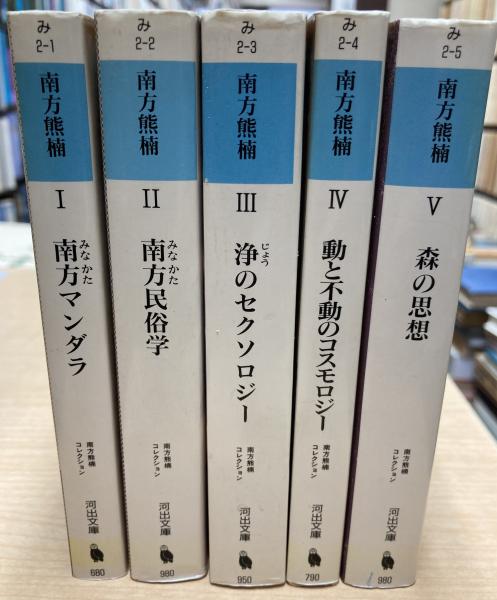 み
2-1
南方熊楠
I
南方マンダラ
みな かた
南方熊楠
コレクション
河出文庫
680
み
2-2
南方熊楠
II
南方民俗学
みな かた
南方熊楠
コレクション
河出文庫
980
み
2-3
南方熊楠
III
浄のセクソロジー
じょう
南方熊楠
コレクション
河出文庫
950
み
2-4
南方熊楠
IV
動と不動のコスモロジー
南方熊楠
コレクション
河出文庫
790
み
2-5
南方熊楠
V
森の思想
南方熊楠
コレクション
河出文庫
980